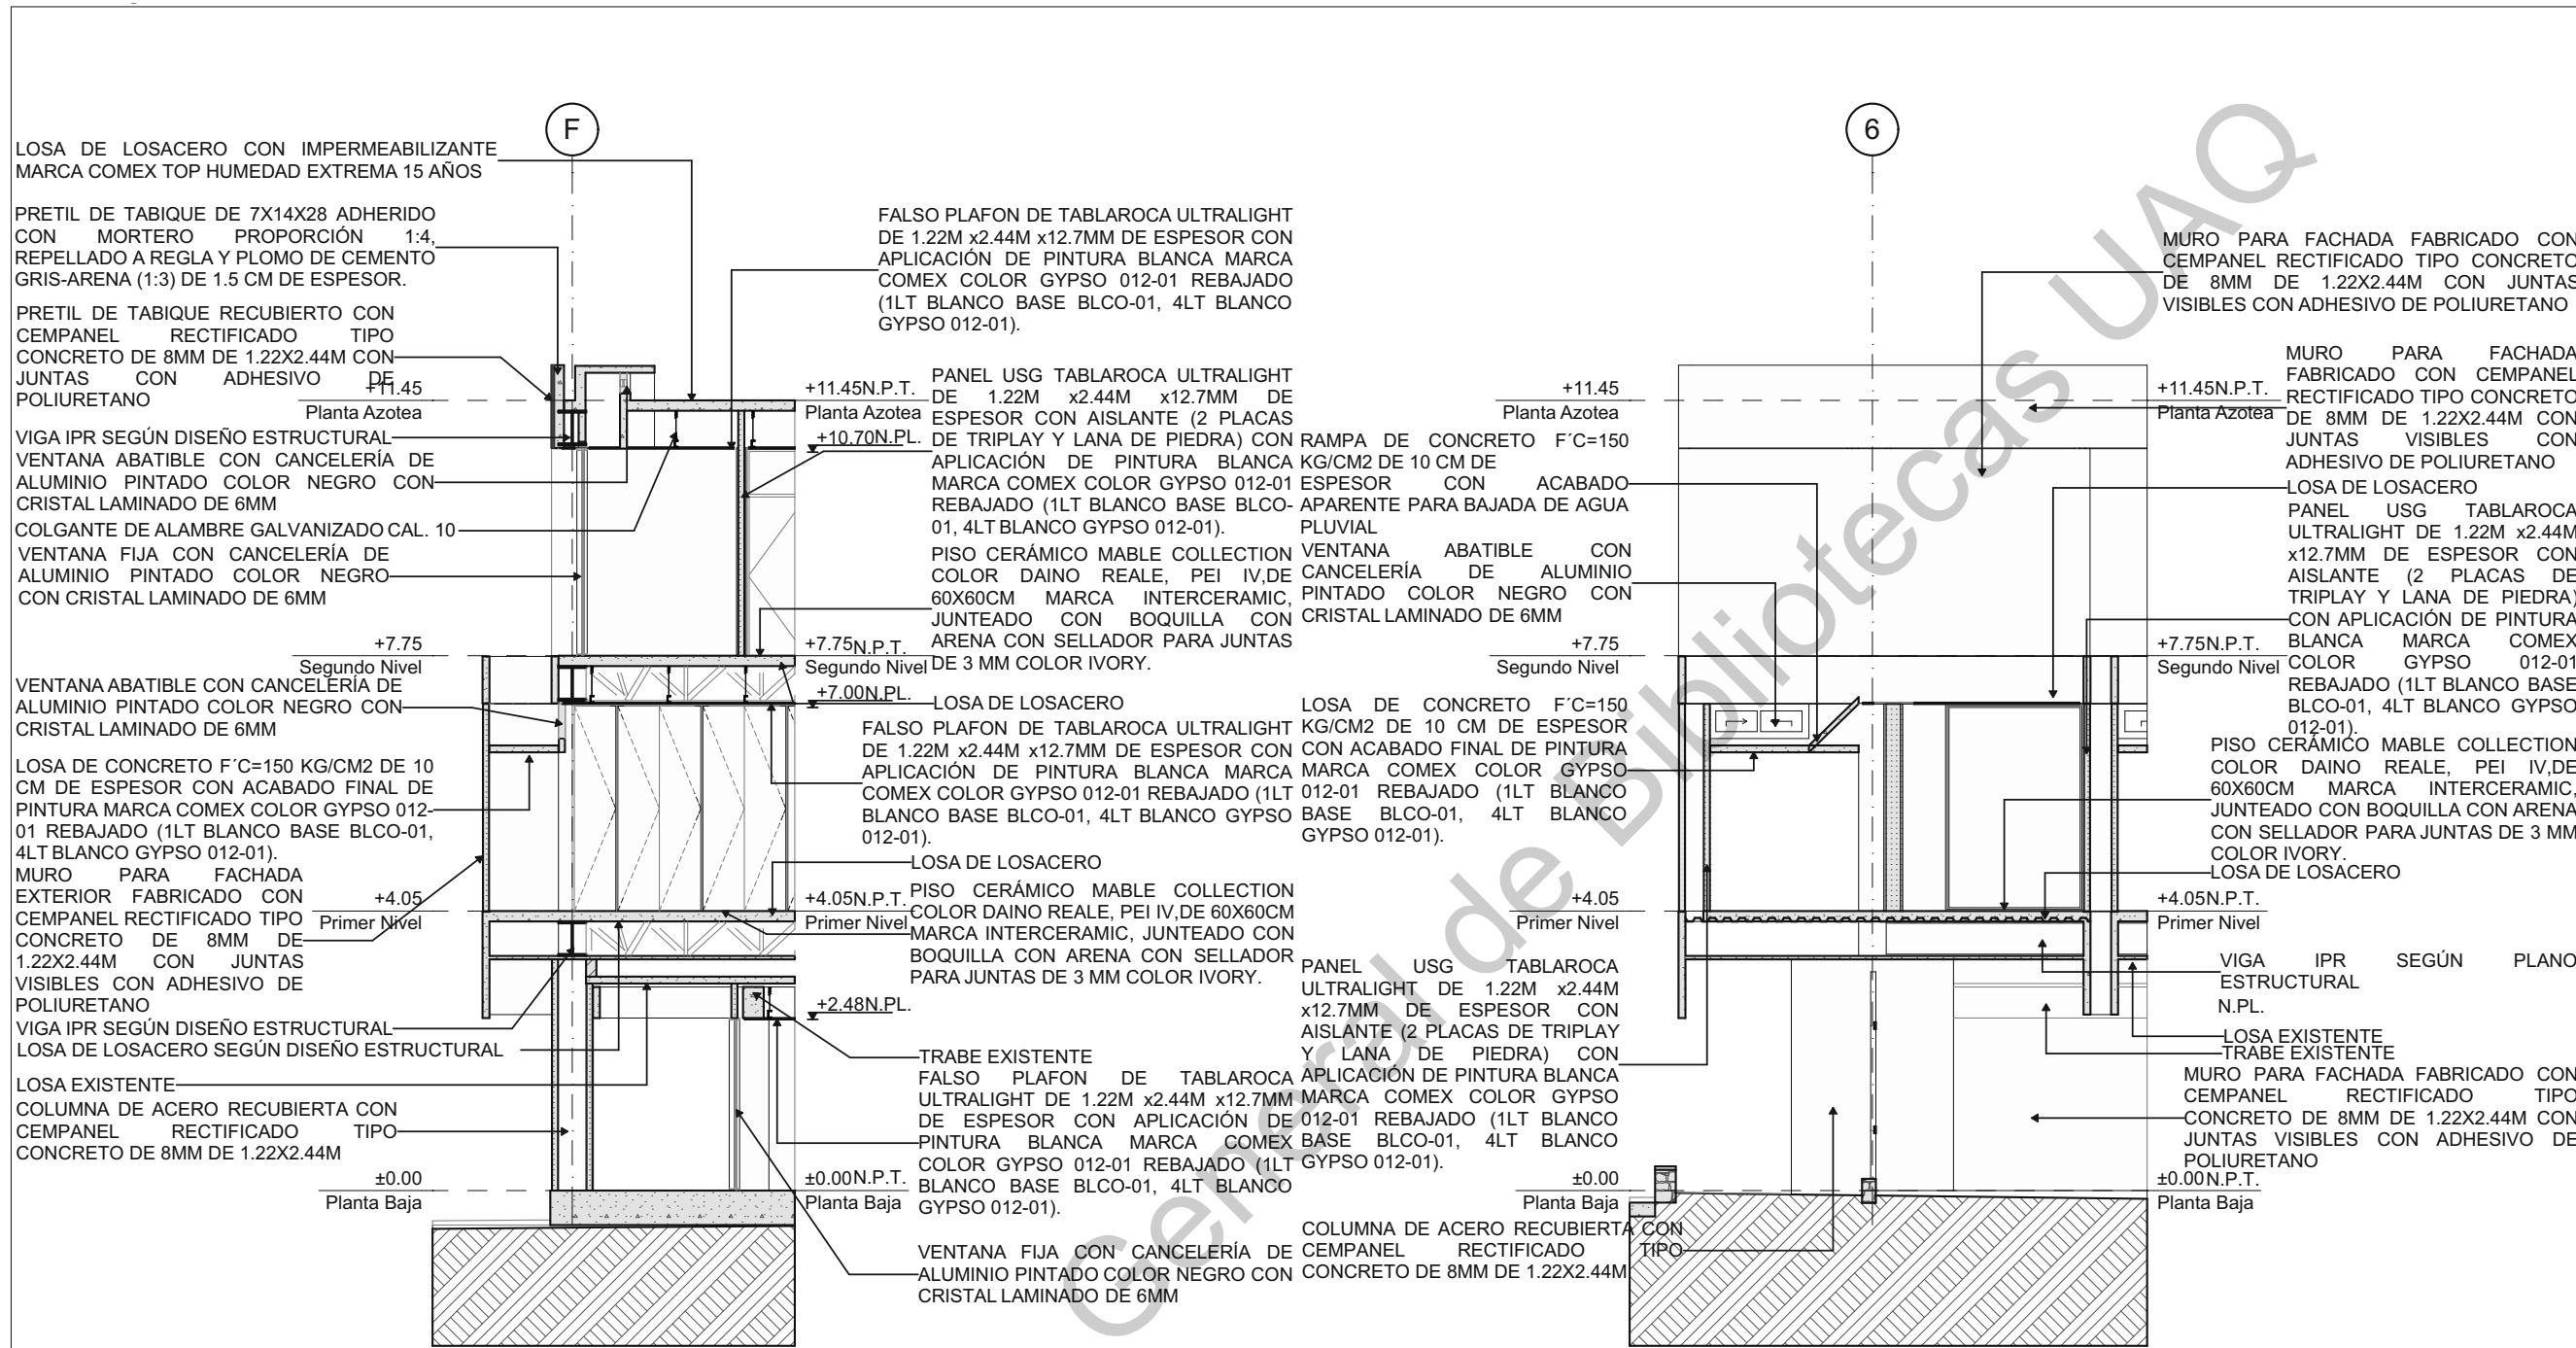 F
LOSA DE LOSACERO CON IMPERMEABILIZANTE
MARCA COMEX TOP HUMEDAD EXTREMA 15 AÑOS
PRETIL DE TABIQUE DE 7X14X28 ADHERIDO
CON MORTERO PROPORCIÓN 1:4,
REPELLADO A REGLA Y PLOMO DE CEMENTO
GRIS-ARENA (1:3) DE 1.5 CM DE ESPESOR.
PRETIL DE TABIQUE RECUBIERTO CON
CEMPANEL RECTIFICADO TIPO
CONCRETO DE 8MM DE 1.22X2.44M CON
JUNTAS CON ADHESIVO DE
POLIURETANO
+11.45
Planta Azotea
VIGA IPR SEGÚN DISEÑO ESTRUCTURAL
VENTANA ABATIBLE CON CANCELERÍA DE
ALUMINIO PINTADO COLOR NEGRO CON
CRISTAL LAMINADO DE 6MM
COLGANTE DE ALAMBRE GALVANIZADO CAL. 10
VENTANA FIJA CON CANCELERÍA DE
ALUMINIO PINTADO COLOR NEGRO
CON CRISTAL LAMINADO DE 6MM
+7.75
Segundo Nivel
VENTANA ABATIBLE CON CANCELERÍA DE
ALUMINIO PINTADO COLOR NEGRO CON
CRISTAL LAMINADO DE 6MM
LOSA DE CONCRETO F´C=150 KG/CM2 DE 10
CM DE ESPESOR CON ACABADO FINAL DE
PINTURA MARCA COMEX COLOR GYPSO 012-
01 REBAJADO (1LT BLANCO BASE BLCO-01,
4LT BLANCO GYPSO 012-01).
MURO PARA FACHADA
EXTERIOR FABRICADO CON
CEMPANEL RECTIFICADO TIPO
CONCRETO DE 8MM DE
1.22X2.44M CON JUNTAS
VISIBLES CON ADHESIVO DE
POLIURETANO
+4.05
Primer Nivel
VIGA IPR SEGÚN DISEÑO ESTRUCTURAL
LOSA DE LOSACERO SEGÚN DISEÑO ESTRUCTURAL
LOSA EXISTENTE
COLUMNA DE ACERO RECUBIERTA CON
CEMPANEL RECTIFICADO TIPO
CONCRETO DE 8MM DE 1.22X2.44M
±0.00
Planta Baja
FALSO PLAFON DE TABLAROCA ULTRALIGHT
DE 1.22M x2.44M x12.7MM DE ESPESOR CON
APLICACIÓN DE PINTURA BLANCA MARCA
COMEX COLOR GYPSO 012-01 REBAJADO
(1LT BLANCO BASE BLCO-01, 4LT BLANCO
GYPSO 012-01).
+11.45N.P.T.
Planta Azotea
+10.70N.PL.
PANEL USG TABLAROCA ULTRALIGHT
DE 1.22M x2.44M x12.7MM DE
ESPESOR CON AISLANTE (2 PLACAS
DE TRIPLAY Y LANA DE PIEDRA) CON
APLICACIÓN DE PINTURA BLANCA
MARCA COMEX COLOR GYPSO 012-01
REBAJADO (1LT BLANCO BASE BLCO-
01, 4LT BLANCO GYPSO 012-01).
PISO CERÁMICO MABLE COLLECTION
COLOR DAINO REALE, PEI IV,DE
60X60CM MARCA INTERCERAMIC,
JUNTEADO CON BOQUILLA CON
ARENA CON SELLADOR PARA JUNTAS
DE 3 MM COLOR IVORY.
+7.75N.P.T.
Segundo Nivel
+7.00N.PL.
LOSA DE LOSACERO
FALSO PLAFON DE TABLAROCA ULTRALIGHT
DE 1.22M x2.44M x12.7MM DE ESPESOR CON
APLICACIÓN DE PINTURA BLANCA MARCA
COMEX COLOR GYPSO 012-01 REBAJADO (1LT
BLANCO BASE BLCO-01, 4LT BLANCO GYPSO
012-01).
LOSA DE LOSACERO
+4.05N.P.T.
Primer Nivel
PISO CERÁMICO MABLE COLLECTION
COLOR DAINO REALE, PEI IV,DE 60X60CM
MARCA INTERCERAMIC, JUNTEADO CON
BOQUILLA CON ARENA CON SELLADOR
PARA JUNTAS DE 3 MM COLOR IVORY.
+2.48N.PL.
TRABE EXISTENTE
FALSO PLAFON DE TABLAROCA
ULTRALIGHT DE 1.22M x2.44M x12.7MM
DE ESPESOR CON APLICACIÓN DE
PINTURA BLANCA MARCA COMEX
COLOR GYPSO 012-01 REBAJADO (1LT
BLANCO BASE BLCO-01, 4LT BLANCO
GYPSO 012-01).
±0.00N.P.T.
Planta Baja
VENTANA FIJA CON CANCELERÍA DE
ALUMINIO PINTADO COLOR NEGRO CON
CRISTAL LAMINADO DE 6MM
6
+11.45
Planta Azotea
RAMPA DE CONCRETO F´C=150
KG/CM2 DE 10 CM DE
ESPESOR CON ACABADO
APARENTE PARA BAJADA DE AGUA
PLUVIAL
VENTANA ABATIBLE CON
CANCELERÍA DE ALUMINIO
PINTADO COLOR NEGRO CON
CRISTAL LAMINADO DE 6MM
+7.75
Segundo Nivel
LOSA DE CONCRETO F´C=150
KG/CM2 DE 10 CM DE ESPESOR
CON ACABADO FINAL DE PINTURA
MARCA COMEX COLOR GYPSO
012-01 REBAJADO (1LT BLANCO
BASE BLCO-01, 4LT BLANCO
GYPSO 012-01).
+4.05
Primer Nivel
PANEL USG TABLAROCA
ULTRALIGHT DE 1.22M x2.44M
x12.7MM DE ESPESOR CON
AISLANTE (2 PLACAS DE TRIPLAY
Y LANA DE PIEDRA) CON
APLICACIÓN DE PINTURA BLANCA
MARCA COMEX COLOR GYPSO
012-01 REBAJADO (1LT BLANCO
BASE BLCO-01, 4LT BLANCO
GYPSO 012-01).
±0.00
Planta Baja
COLUMNA DE ACERO RECUBIERTA CON
CEMPANEL RECTIFICADO TIPO
CONCRETO DE 8MM DE 1.22X2.44M
MURO PARA FACHADA FABRICADO CON
CEMPANEL RECTIFICADO TIPO CONCRETO
DE 8MM DE 1.22X2.44M CON JUNTAS
VISIBLES CON ADHESIVO DE POLIURETANO
MURO PARA FACHADA
FABRICADO CON CEMPANEL
RECTIFICADO TIPO CONCRETO
DE 8MM DE 1.22X2.44M CON
JUNTAS VISIBLES CON
ADHESIVO DE POLIURETANO
+11.45N.P.T.
Planta Azotea
LOSA DE LOSACERO
PANEL USG TABLAROCA
ULTRALIGHT DE 1.22M x2.44M
x12.7MM DE ESPESOR CON
AISLANTE (2 PLACAS DE
TRIPLAY Y LANA DE PIEDRA)
CON APLICACIÓN DE PINTURA
BLANCA MARCA COMEX
COLOR GYPSO 012-01
REBAJADO (1LT BLANCO BASE
BLCO-01, 4LT BLANCO GYPSO
012-01).
+7.75N.P.T.
Segundo Nivel
PISO CERÁMICO MABLE COLLECTION
COLOR DAINO REALE, PEI IV,DE
60X60CM MARCA INTERCERAMIC,
JUNTEADO CON BOQUILLA CON ARENA
CON SELLADOR PARA JUNTAS DE 3 MM
COLOR IVORY.
LOSA DE LOSACERO
+4.05N.P.T.
Primer Nivel
VIGA IPR SEGÚN PLANO
ESTRUCTURAL
N.PL.
LOSA EXISTENTE
TRABE EXISTENTE
MURO PARA FACHADA FABRICADO CON
CEMPANEL RECTIFICADO TIPO
CONCRETO DE 8MM DE 1.22X2.44M CON
JUNTAS VISIBLES CON ADHESIVO DE
POLIURETANO
±0.00N.P.T.
Planta Baja
General de Bibliotecas UAQ